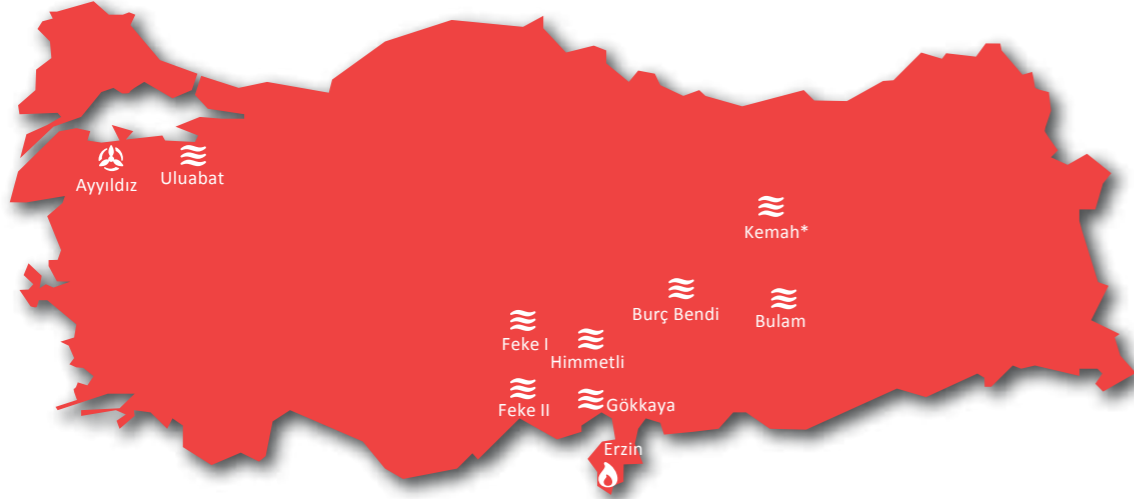 Ayyıldız
Uluabat
Kemah*
Burç Bendi
Bulam
Feke I
Himmetli
Feke II
Gökkaya
Erzin